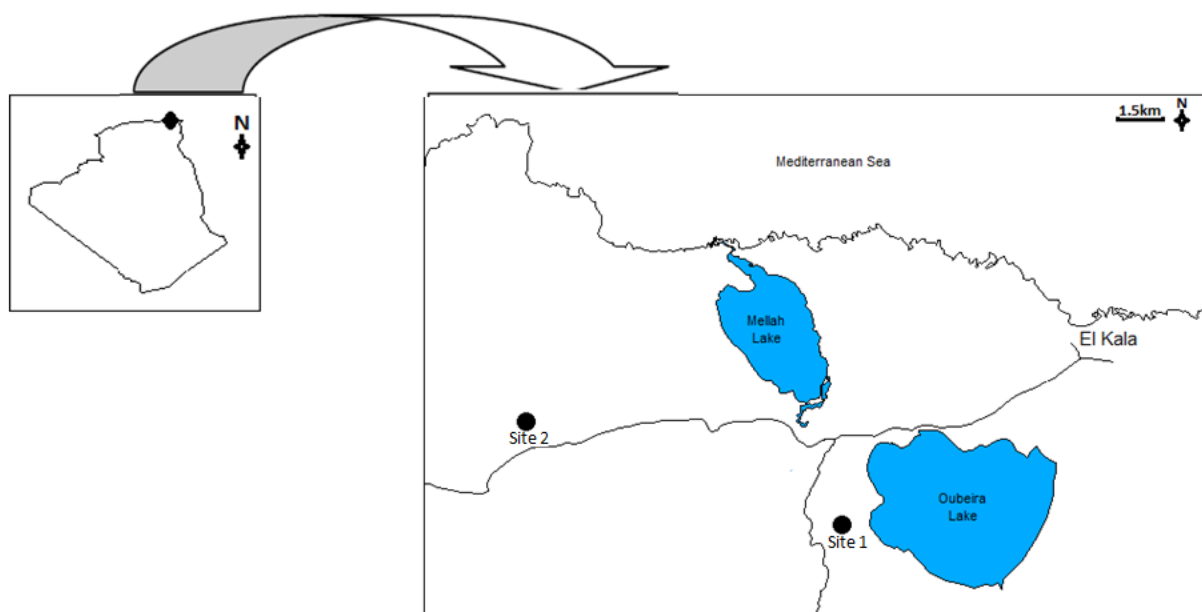 N
1.5km
N
Mediterranean Sea
Mellah
Lake
El Kala
Site 2
Oubeira
Lake
Site 1